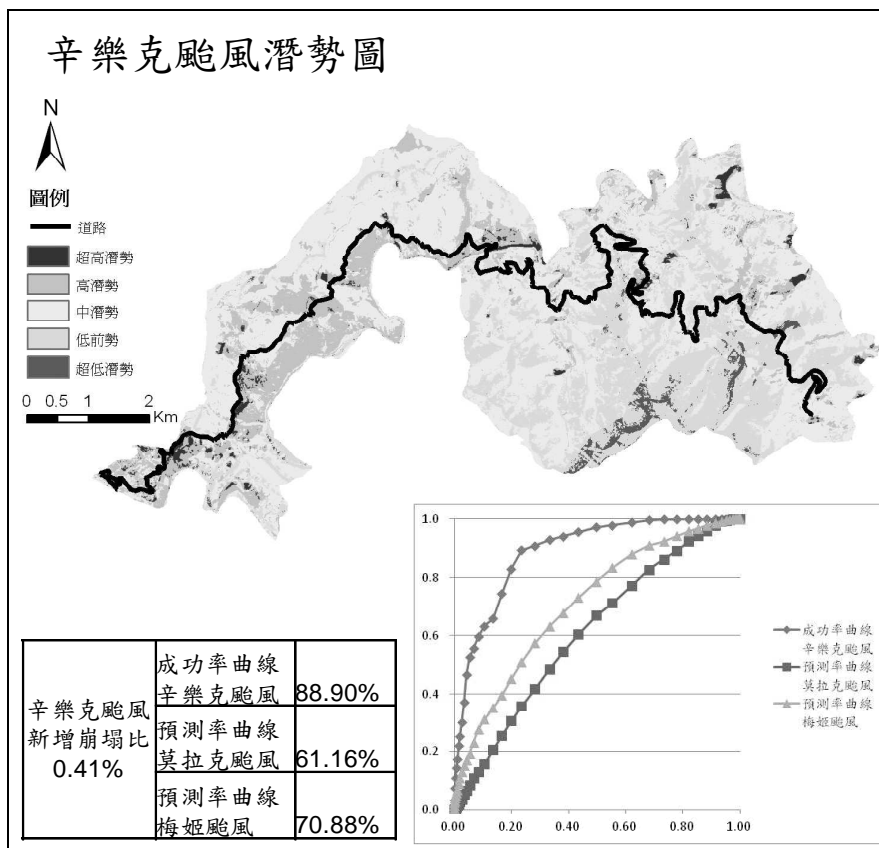 辛樂克颱風潛勢圖
N
圖例
道路
超高潛勢
高潛勢
中潛勢
低前勢
超低潛勢
0 0.5 1 2
Km
辛樂克颱風
新增崩塌比
0.41%
成功率曲線
辛樂克颱風 88.90%
預測率曲線
莫拉克颱風 61.16%
預測率曲線
梅姬颱風 70.88%
1.0
0.8
0.6
0.4
0.2
0.0
0.00 0.20 0.40 0.60 0.80 1.00
成功率曲線
辛樂克颱風
預測率曲線
莫拉克颱風
預測率曲線
梅姬颱風